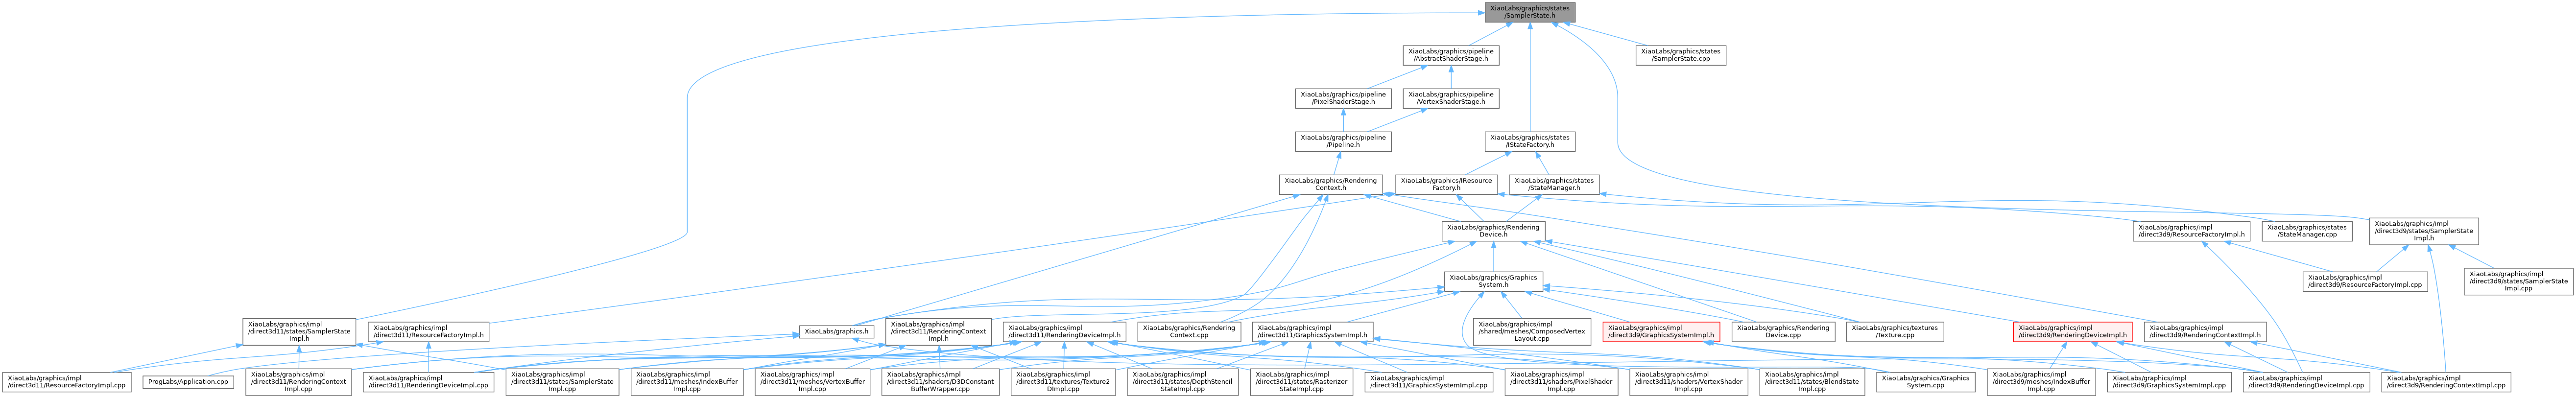 XiaoLabs/graphics/states
/SamplerState.h
XiaoLabs/graphics/pipeline
/AbstractShaderStage.h
XiaoLabs/graphics/states
/SamplerState.cpp
XiaoLabs/graphics/pipeline
/PixelShaderStage.h
XiaoLabs/graphics/pipeline
/VertexShaderStage.h
XiaoLabs/graphics/pipeline
/Pipeline.h
XiaoLabs/graphics/states
/IStateFactory.h
XiaoLabs/graphics/Rendering
Context.h
XiaoLabs/graphics/IResource
Factory.h
XiaoLabs/graphics/states
/StateManager.h
XiaoLabs/graphics/Rendering
Device.h
XiaoLabs/graphics/impl
/direct3d9/ResourceFactoryImpl.h
XiaoLabs/graphics/states
/StateManager.cpp
XiaoLabs/graphics/impl
/direct3d9/states/SamplerState
Impl.h
XiaoLabs/graphics/Graphics
System.h
XiaoLabs/graphics/impl
/direct3d9/ResourceFactoryImpl.cpp
XiaoLabs/graphics/impl
/direct3d9/states/SamplerState
Impl.cpp
XiaoLabs/graphics/impl
/direct3d11/states/SamplerState
Impl.h
XiaoLabs/graphics/impl
/direct3d11/ResourceFactoryImpl.h
XiaoLabs/graphics.h
XiaoLabs/graphics/impl
/direct3d11/RenderingContext
Impl.h
XiaoLabs/graphics/impl
/direct3d11/RenderingDeviceImpl.h
XiaoLabs/graphics/Rendering
Context.cpp
XiaoLabs/graphics/impl
/direct3d11/GraphicsSystemImpl.h
XiaoLabs/graphics/impl
/shared/meshes/ComposedVertex
Layout.cpp
XiaoLabs/graphics/impl
/direct3d9/GraphicsSystemImpl.h
XiaoLabs/graphics/Rendering
Device.cpp
XiaoLabs/graphics/textures
/Texture.cpp
XiaoLabs/graphics/impl
/direct3d9/RenderingDeviceImpl.h
XiaoLabs/graphics/impl
/direct3d9/RenderingContextImpl.h
XiaoLabs/graphics/impl
/direct3d11/ResourceFactoryImpl.cpp
ProgLabs/Application.cpp
XiaoLabs/graphics/impl
/direct3d11/RenderingContext
Impl.cpp
XiaoLabs/graphics/impl
/direct3d11/RenderingDeviceImpl.cpp
XiaoLabs/graphics/impl
/direct3d11/states/SamplerState
Impl.cpp
XiaoLabs/graphics/impl
/direct3d11/meshes/IndexBuffer
Impl.cpp
XiaoLabs/graphics/impl
/direct3d11/meshes/VertexBuffer
Impl.cpp
XiaoLabs/graphics/impl
/direct3d11/shaders/D3DConstant
BufferWrapper.cpp
XiaoLabs/graphics/impl
/direct3d11/textures/Texture2
DImpl.cpp
XiaoLabs/graphics/impl
/direct3d11/states/DepthStencil
StateImpl.cpp
XiaoLabs/graphics/impl
/direct3d11/states/Rasterizer
StateImpl.cpp
XiaoLabs/graphics/impl
/direct3d11/GraphicsSystemImpl.cpp
XiaoLabs/graphics/impl
/direct3d11/shaders/PixelShader
Impl.cpp
XiaoLabs/graphics/impl
/direct3d11/shaders/VertexShader
Impl.cpp
XiaoLabs/graphics/impl
/direct3d11/states/BlendState
Impl.cpp
XiaoLabs/graphics/Graphics
System.cpp
XiaoLabs/graphics/impl
/direct3d9/meshes/IndexBuffer
Impl.cpp
XiaoLabs/graphics/impl
/direct3d9/GraphicsSystemImpl.cpp
XiaoLabs/graphics/impl
/direct3d9/RenderingDeviceImpl.cpp
XiaoLabs/graphics/impl
/direct3d9/RenderingContextImpl.cpp